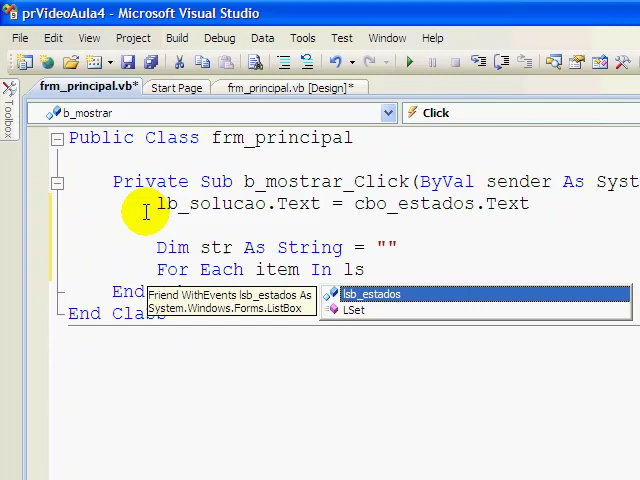 prVideoAula4 - Microsoft Visual Studio
File Edit View Project Build Debug Data Tools Test Window Help
frm_principal.vb* Start Page frm_principal.vb [Design]*
Toolbox
b_mostrar Click
Public Class frm_principal
Private Sub b_mostrar_Click(ByVal sender As Syst
lb_solucao.Text = cbo_estados.Text
Dim str As String = ""
For Each item In ls
End
Friend WithEvents lsb_estados As
System.Windows.Forms.ListBox
lsb_estados
LSet
End Class